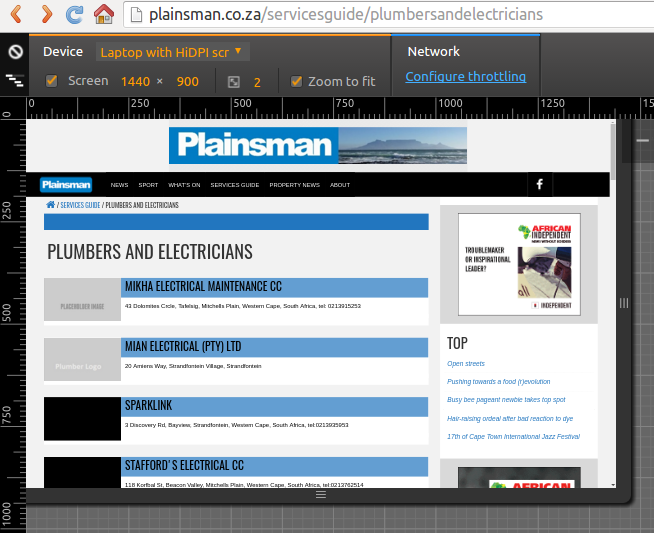 plainsman.co.za/servicesguide/plumbersandelectricians
Device Laptop with HiDPI scr Network
Screen 1440 × 900 2 Zoom to fit Configure throttling
0 250 500 750 1000 1250
0
250
500
750
1000
Plainsman
Plainsman NEWS SPORT WHAT'S ON SERVICES GUIDE PROPERTY NEWS ABOUT f
/ SERVICES GUIDE / PLUMBERS AND ELECTRICIANS
PLUMBERS AND ELECTRICIANS
PLACEHOLDER IMAGE
MIKHA ELECTRICAL MAINTENANCE CC
43 Dolomites Crcle, Tafelsig, Mitchells Plain, Western Cape, South Africa, tel: 0213915253
Plumber Logo
MIAN ELECTRICAL (PTY) LTD
20 Amiens Way, Strandfontein Village, Strandfontein
SPARKLINK
3 Discovery Rd, Bayview, Strandfontein, Western Cape, South Africa, tel:0213935953
STAFFORD'S ELECTRICAL CC
118 Korfbal St, Beacon Valley, Mitchells Plain, Western Cape, South Africa, tel:0213762514
AFRICAN
INDEPENDENT
NEWS WITHOUT BORDERS
TROUBLEMAKER
OR INSPIRATIONAL
LEADER?
INDEPENDENT
TOP
Open streets
Pushing towards a food (r)evolution
Busy bee pageant newbie takes top spot
Hair-raising ordeal after bad reaction to dye
17th of Cape Town International Jazz Festival
AFRICAN